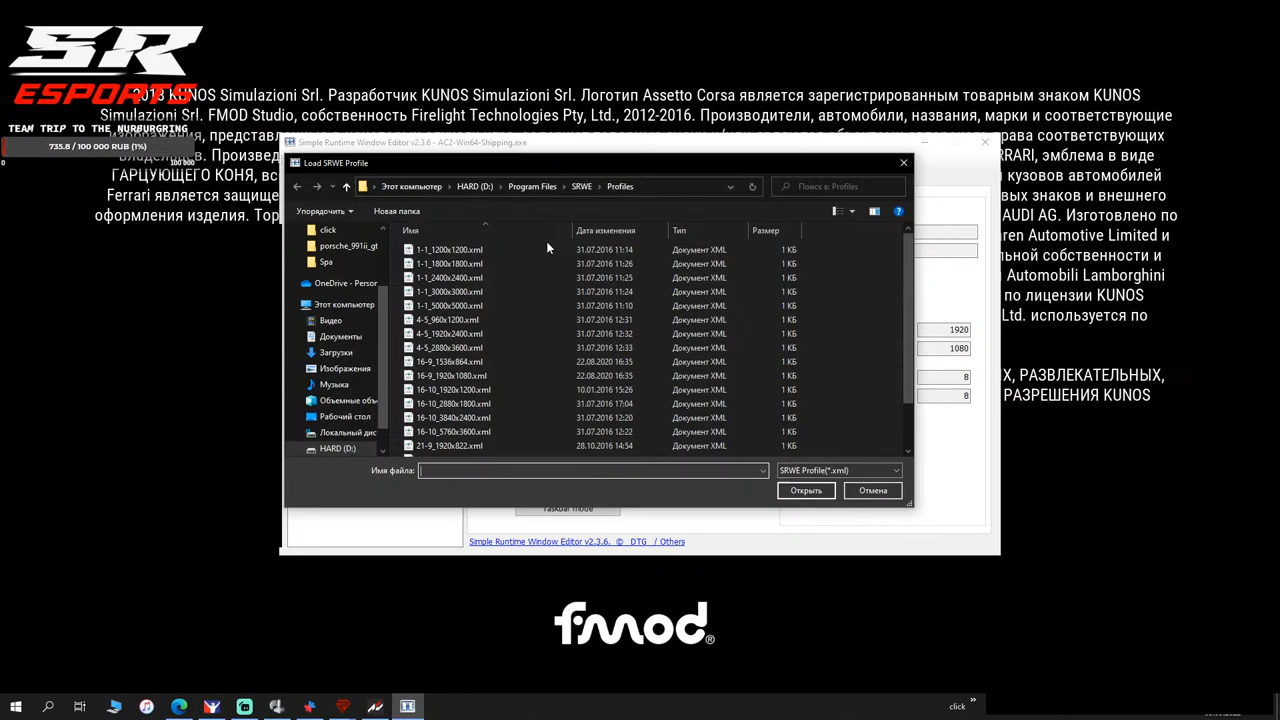 SR
ESPORTS
TEAM TRIP TO THE NURBURGRING
735.8 / 100 000 RUB (1%)
0 100 000
2018 KUNOS Simulazioni Srl. Разработчик KUNOS Simulazioni Srl. Логотип Assetto Corsa является зарегистрированным товарным знаком KUNOS
Simulazioni Srl. FMOD Studio, собственность Firelight Technologies Pty, Ltd., 2012-2016. Производители, автомобили, названия, марки и соответствующие
изображения, представ
права соответствующих
владельцев. Произве
RRARI, эмблема в виде
ГАРЦУЮЩЕГО КОНЯ, вс
кузовов автомобилей
Ferrari является защище
вых знаков и внешнего
оформления изделия. Тор
AUDI AG. Изготовлено по
ren Automotive Limited и
льной собственности и
Automobili Lamborghini
по лицензии KUNOS
Ltd. используется по
ЫХ, РАЗВЛЕКАТЕЛЬНЫХ,
РАЗРЕШЕНИЯ KUNOS
Simple Runtime Window Editor v2.3.6 - AC2-Win64-Shipping.exe
Load SRWE Profile
Этот компьютер > HARD (D:) > Program Files > SRWE > Profiles
Поиск в: Profiles
Упорядочить Новая папка
Имя Дата изменения Тип Размер
click
porsche_991ii_gt
Spa
OneDrive - Person
Этот компьютер
Видео
Документы
Загрузки
Изображения
Музыка
Объемные объ
Рабочий стол
Локальный дис
HARD (D:)
1-1_1200x1200.xml 31.07.2016 11:14 Документ XML 1 КБ
1-1_1800x1800.xml 31.07.2016 11:26 Документ XML 1 КБ
1-1_2400x2400.xml 31.07.2016 11:25 Документ XML 1 КБ
1-1_3000x3000.xml 31.07.2016 11:24 Документ XML 1 КБ
1-1_5000x5000.xml 31.07.2016 11:10 Документ XML 1 КБ
4-5_960x1200.xml 31.07.2016 12:31 Документ XML 1 КБ
4-5_1920x2400.xml 31.07.2016 12:32 Документ XML 1 КБ
4-5_2880x3600.xml 31.07.2016 12:33 Документ XML 1 КБ
16-9_1536x864.xml 22.08.2020 16:35 Документ XML 1 КБ
16-9_1920x1080.xml 22.08.2020 16:35 Документ XML 1 КБ
16-10_1920x1200.xml 10.01.2016 15:26 Документ XML 1 КБ
16-10_2880x1800.xml 31.07.2016 17:04 Документ XML 1 КБ
16-10_3840x2400.xml 31.07.2016 12:20 Документ XML 1 КБ
16-10_5760x3600.xml 31.07.2016 12:22 Документ XML 1 КБ
21-9_1920x822.xml 28.10.2016 14:54 Документ XML 1 КБ
Имя файла:
SRWE Profile(*.xml)
Открыть Отмена
1920
1080
8
8
Taskbar mode
Simple Runtime Window Editor v2.3.6. © DTG / Others
fmod®
click »